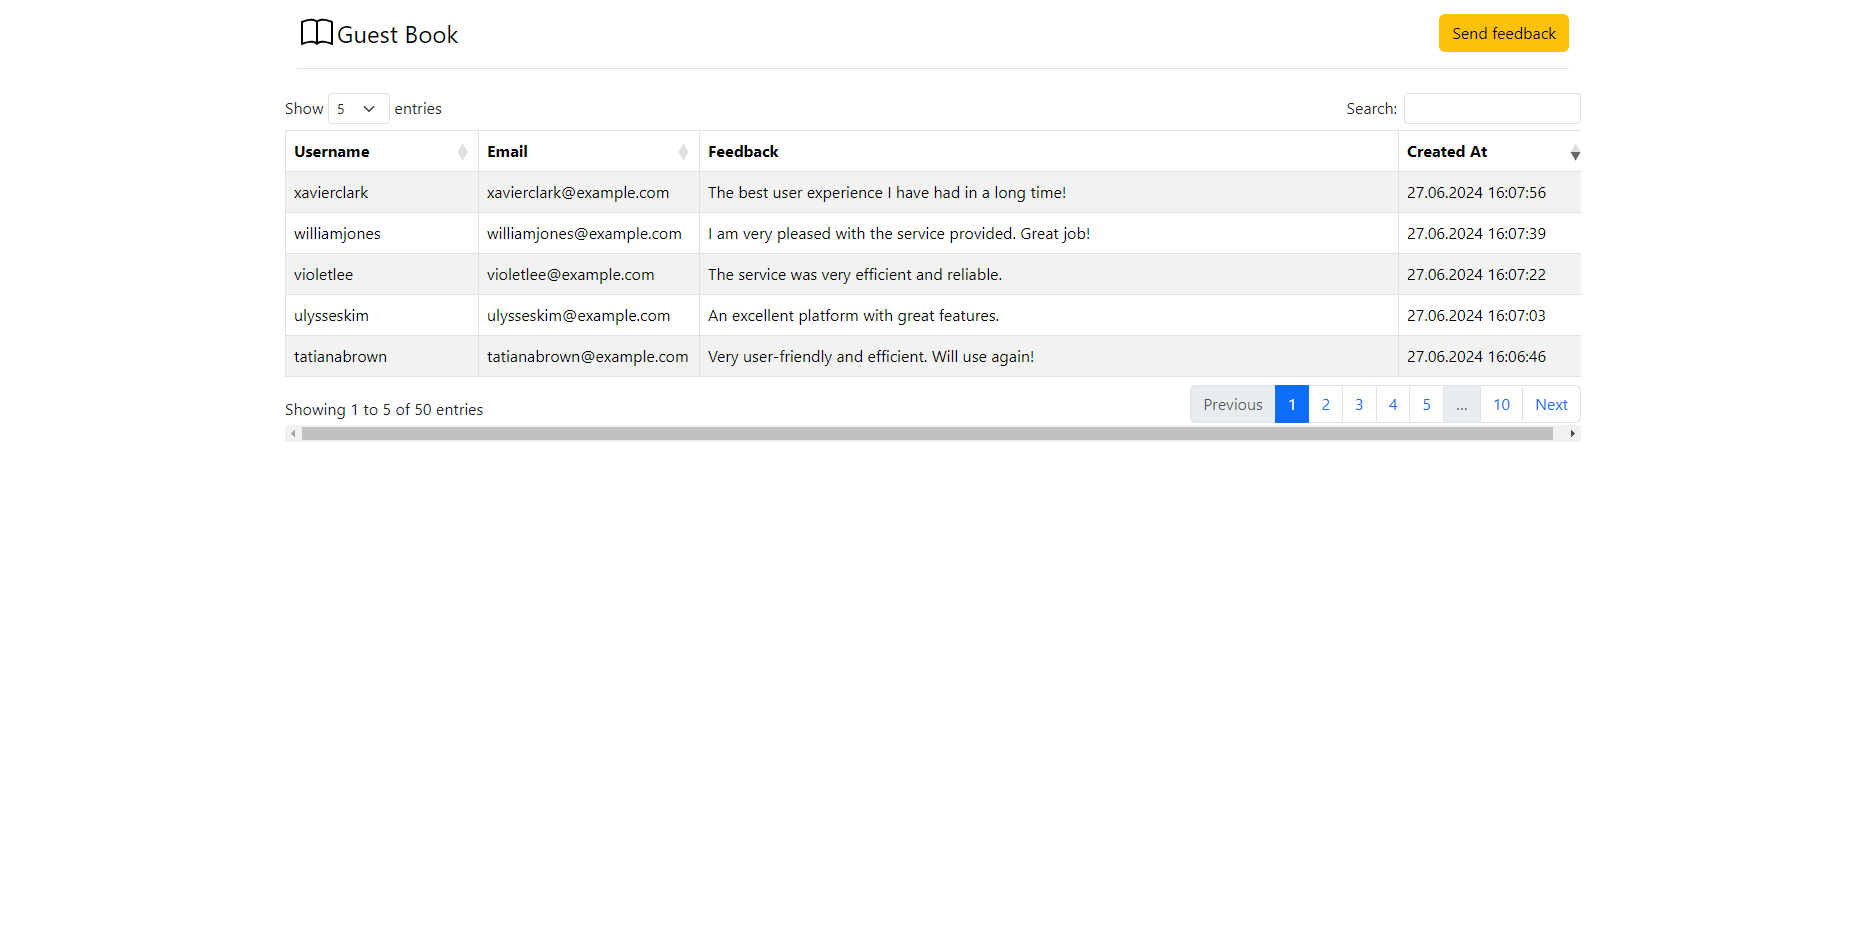 Guest Book
Send feedback
Show 5 entries
Search:
Username Email Feedback Created At
xavierclark xavierclark@example.com The best user experience I have had in a long time! 27.06.2024 16:07:56
williamjones williamjones@example.com I am very pleased with the service provided. Great job! 27.06.2024 16:07:39
violetlee violetlee@example.com The service was very efficient and reliable. 27.06.2024 16:07:22
ulysseskim ulysseskim@example.com An excellent platform with great features. 27.06.2024 16:07:03
tatianabrown tatianabrown@example.com Very user-friendly and efficient. Will use again! 27.06.2024 16:06:46
Showing 1 to 5 of 50 entries
Previous 1 2 3 4 5 ... 10 Next